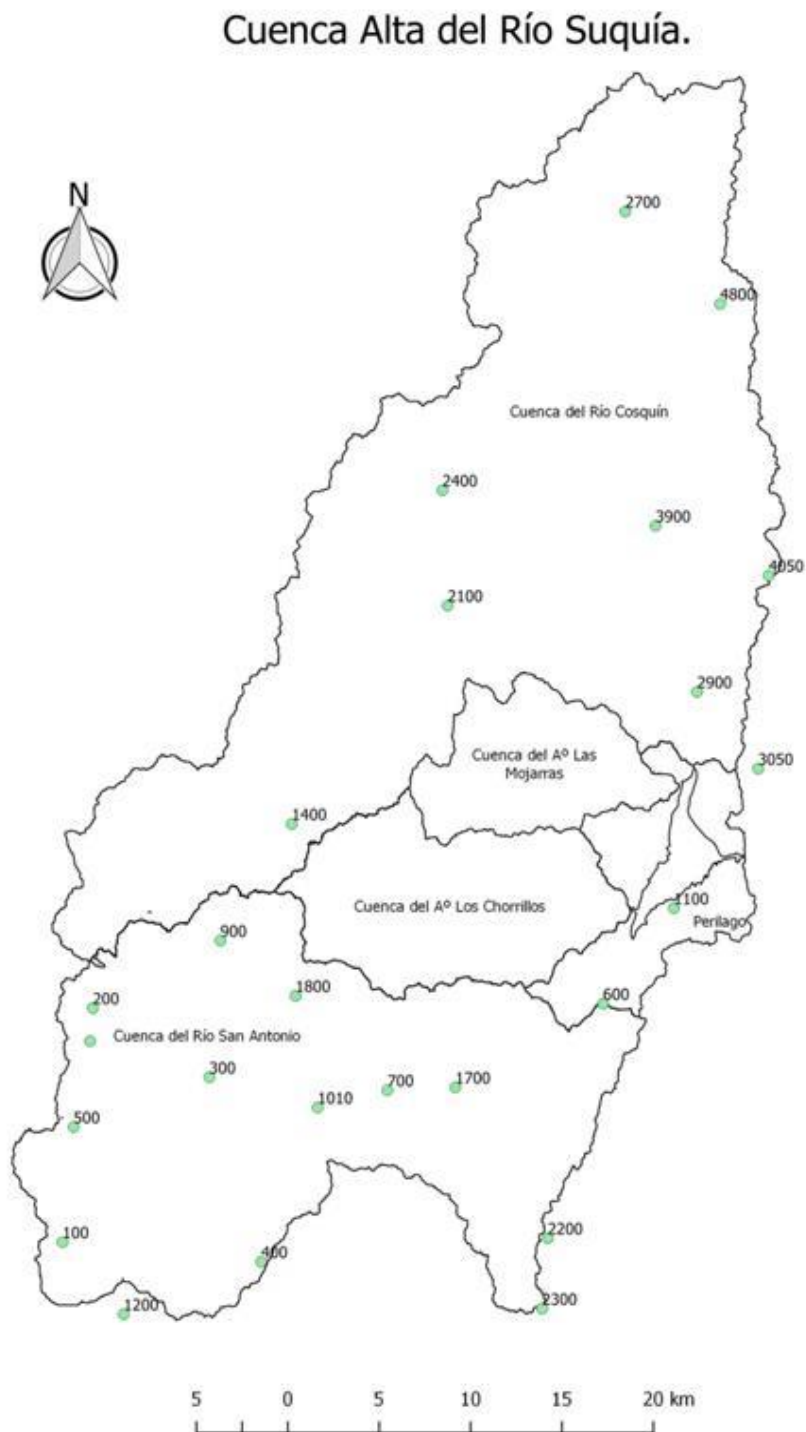 Cuenca Alta del Río Suquía.
N
2700
4800
Cuenca del Río Cosquín
2400
3900
4050
2100
2900
Cuenca del Aº Las
Mojarras
3050
1400
Cuenca del Aº Los Chorrillos
1100
Perilago
900
1800
600
200
Cuenca del Río San Antonio
300
700
1700
1010
500
2200
100
400
2300
1200
5 0 5 10 15 20 km